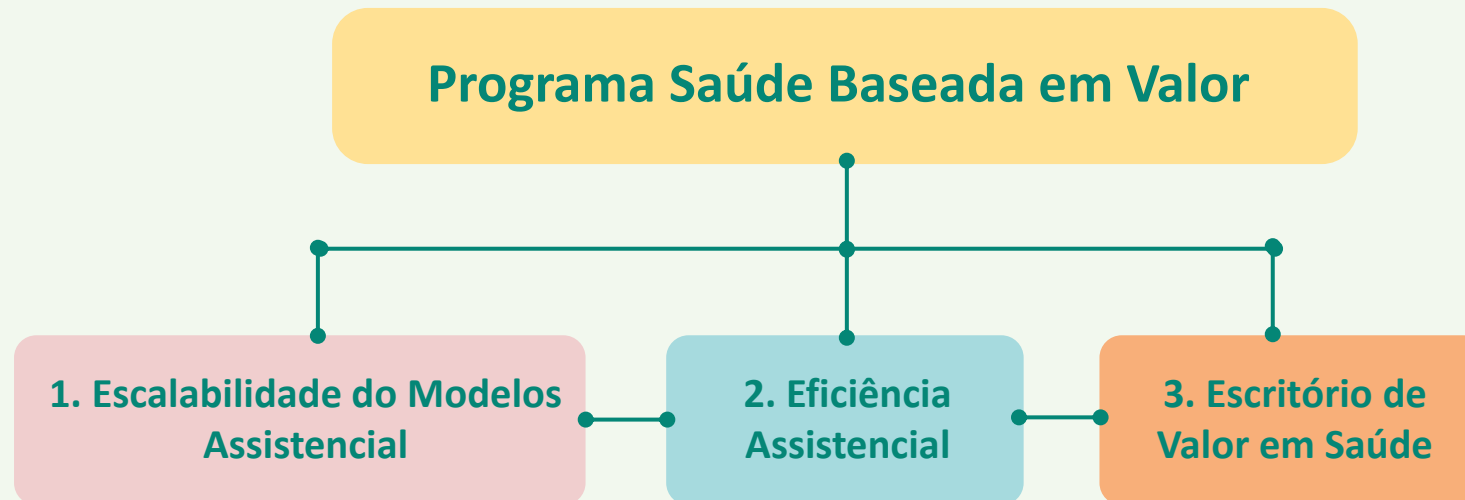 Programa Saúde Baseada em Valor
1. Escalabilidade do Modelos
Assistencial
2. Eficiência
Assistencial
3. Escritório de
Valor em Saúde